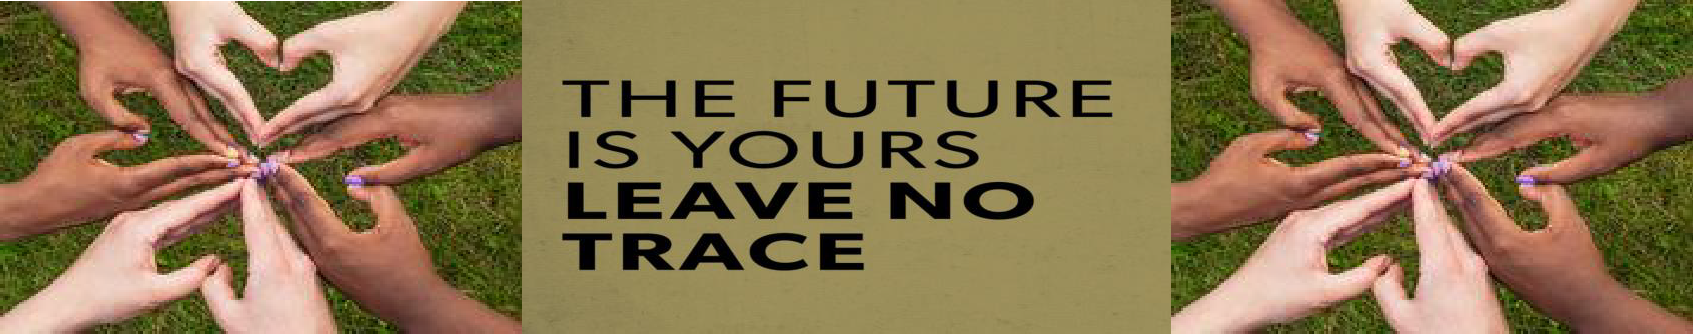 THE FUTURE
IS YOURS
LEAVE NO
TRACE